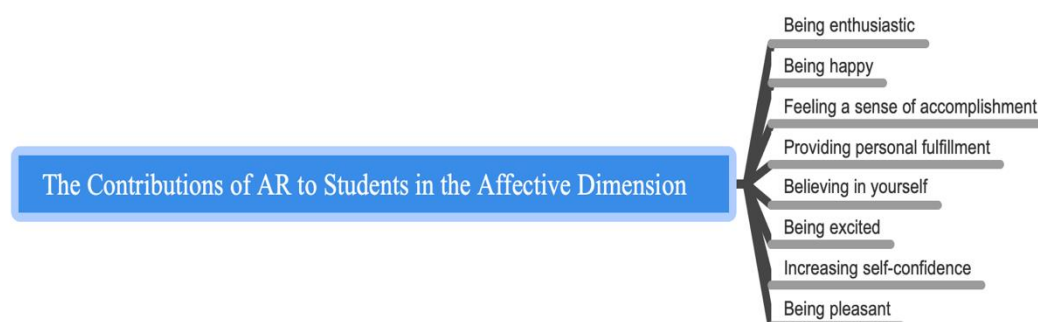 The Contributions of AR to Students in the Affective Dimension
Being enthusiastic
Being happy
Feeling a sense of accomplishment
Providing personal fulfillment
Believing in yourself
Being excited
Increasing self-confidence
Being pleasant